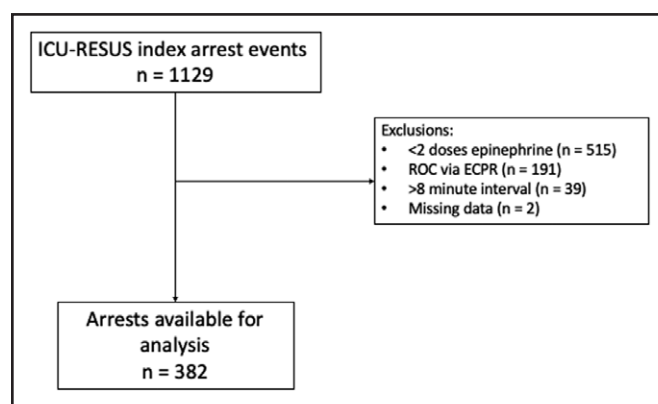 ICU-RESUS index arrest events
n = 1129
Exclusions:
• <2 doses epinephrine (n = 515)
• ROC via ECPR (n = 191)
• >8 minute interval (n = 39)
• Missing data (n = 2)
Arrests available for
analysis
n = 382